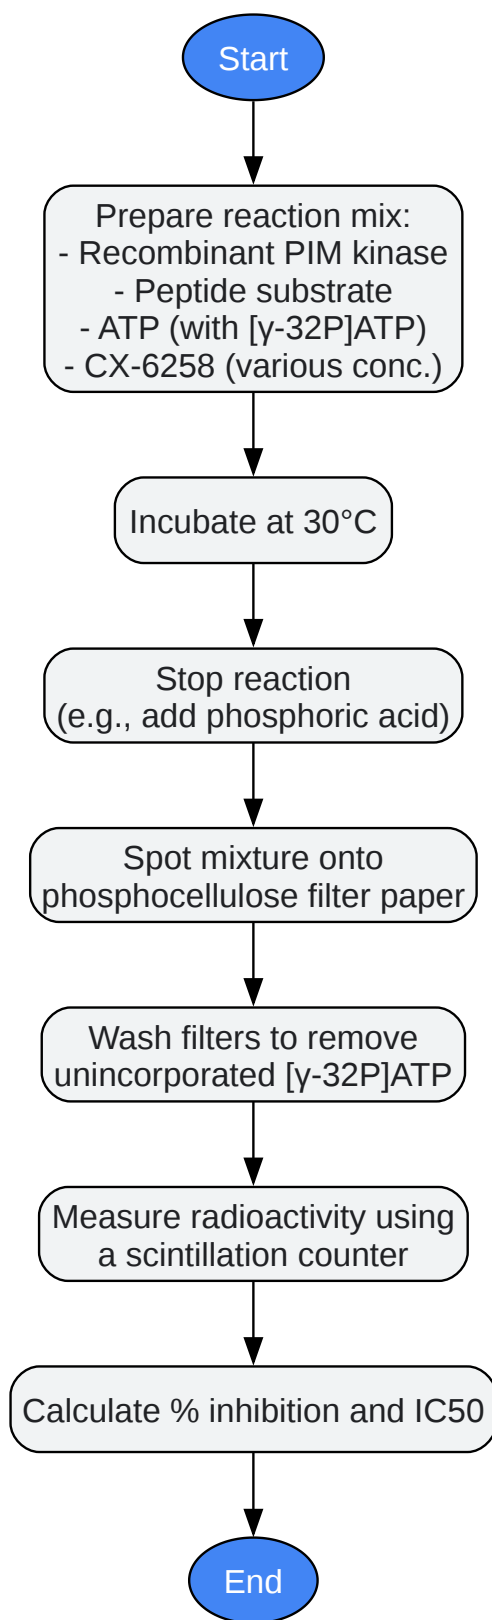 Start
Prepare reaction mix:
- Recombinant PIM kinase
- Peptide substrate
- ATP (with [γ-32P]ATP)
- CX-6258 (various conc.)
Incubate at 30°C
Stop reaction
(e.g., add phosphoric acid)
Spot mixture onto
phosphocellulose filter paper
Wash filters to remove
unincorporated [γ-32P]ATP
Measure radioactivity using
a scintillation counter
Calculate % inhibition and IC50
End